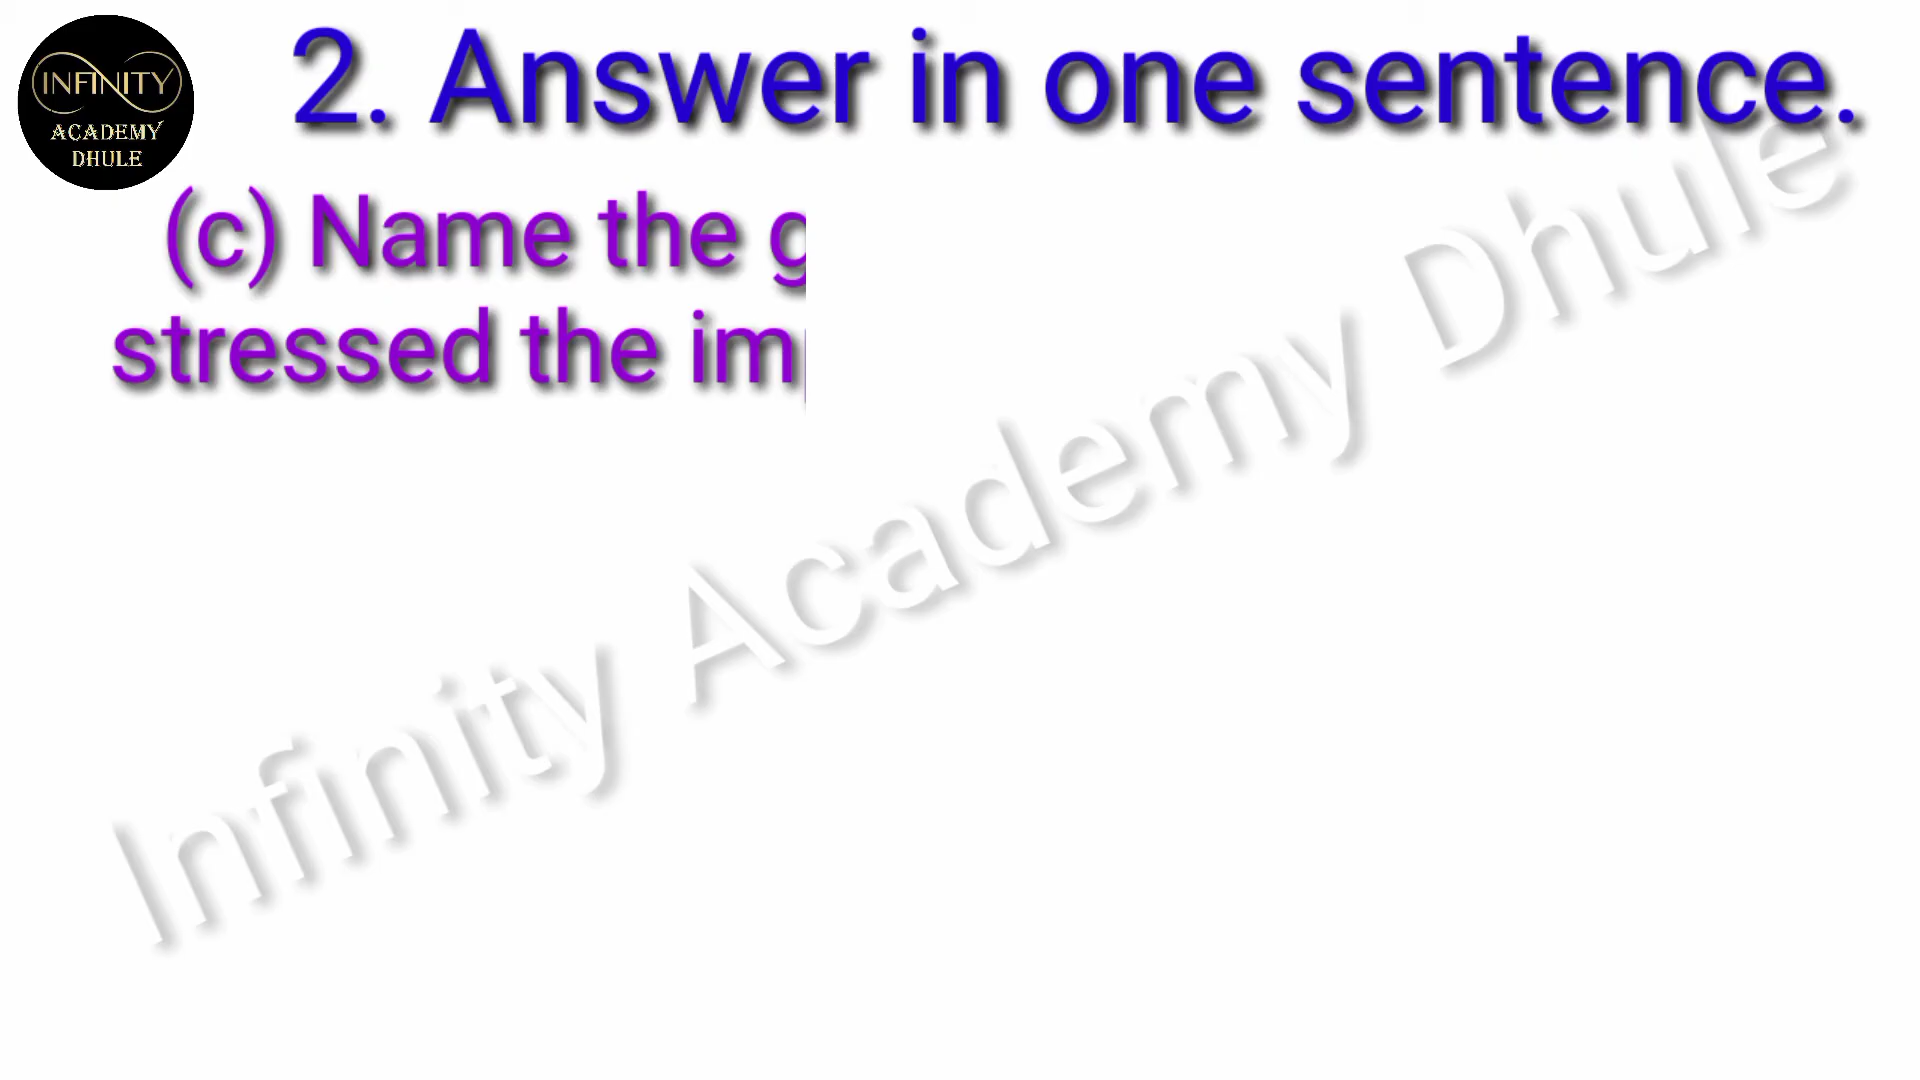 INFINITY
ACADEMY
DHULE
2. Answer in one sentence.
(c) Name the
stressed the
Infinity Academy Dhule